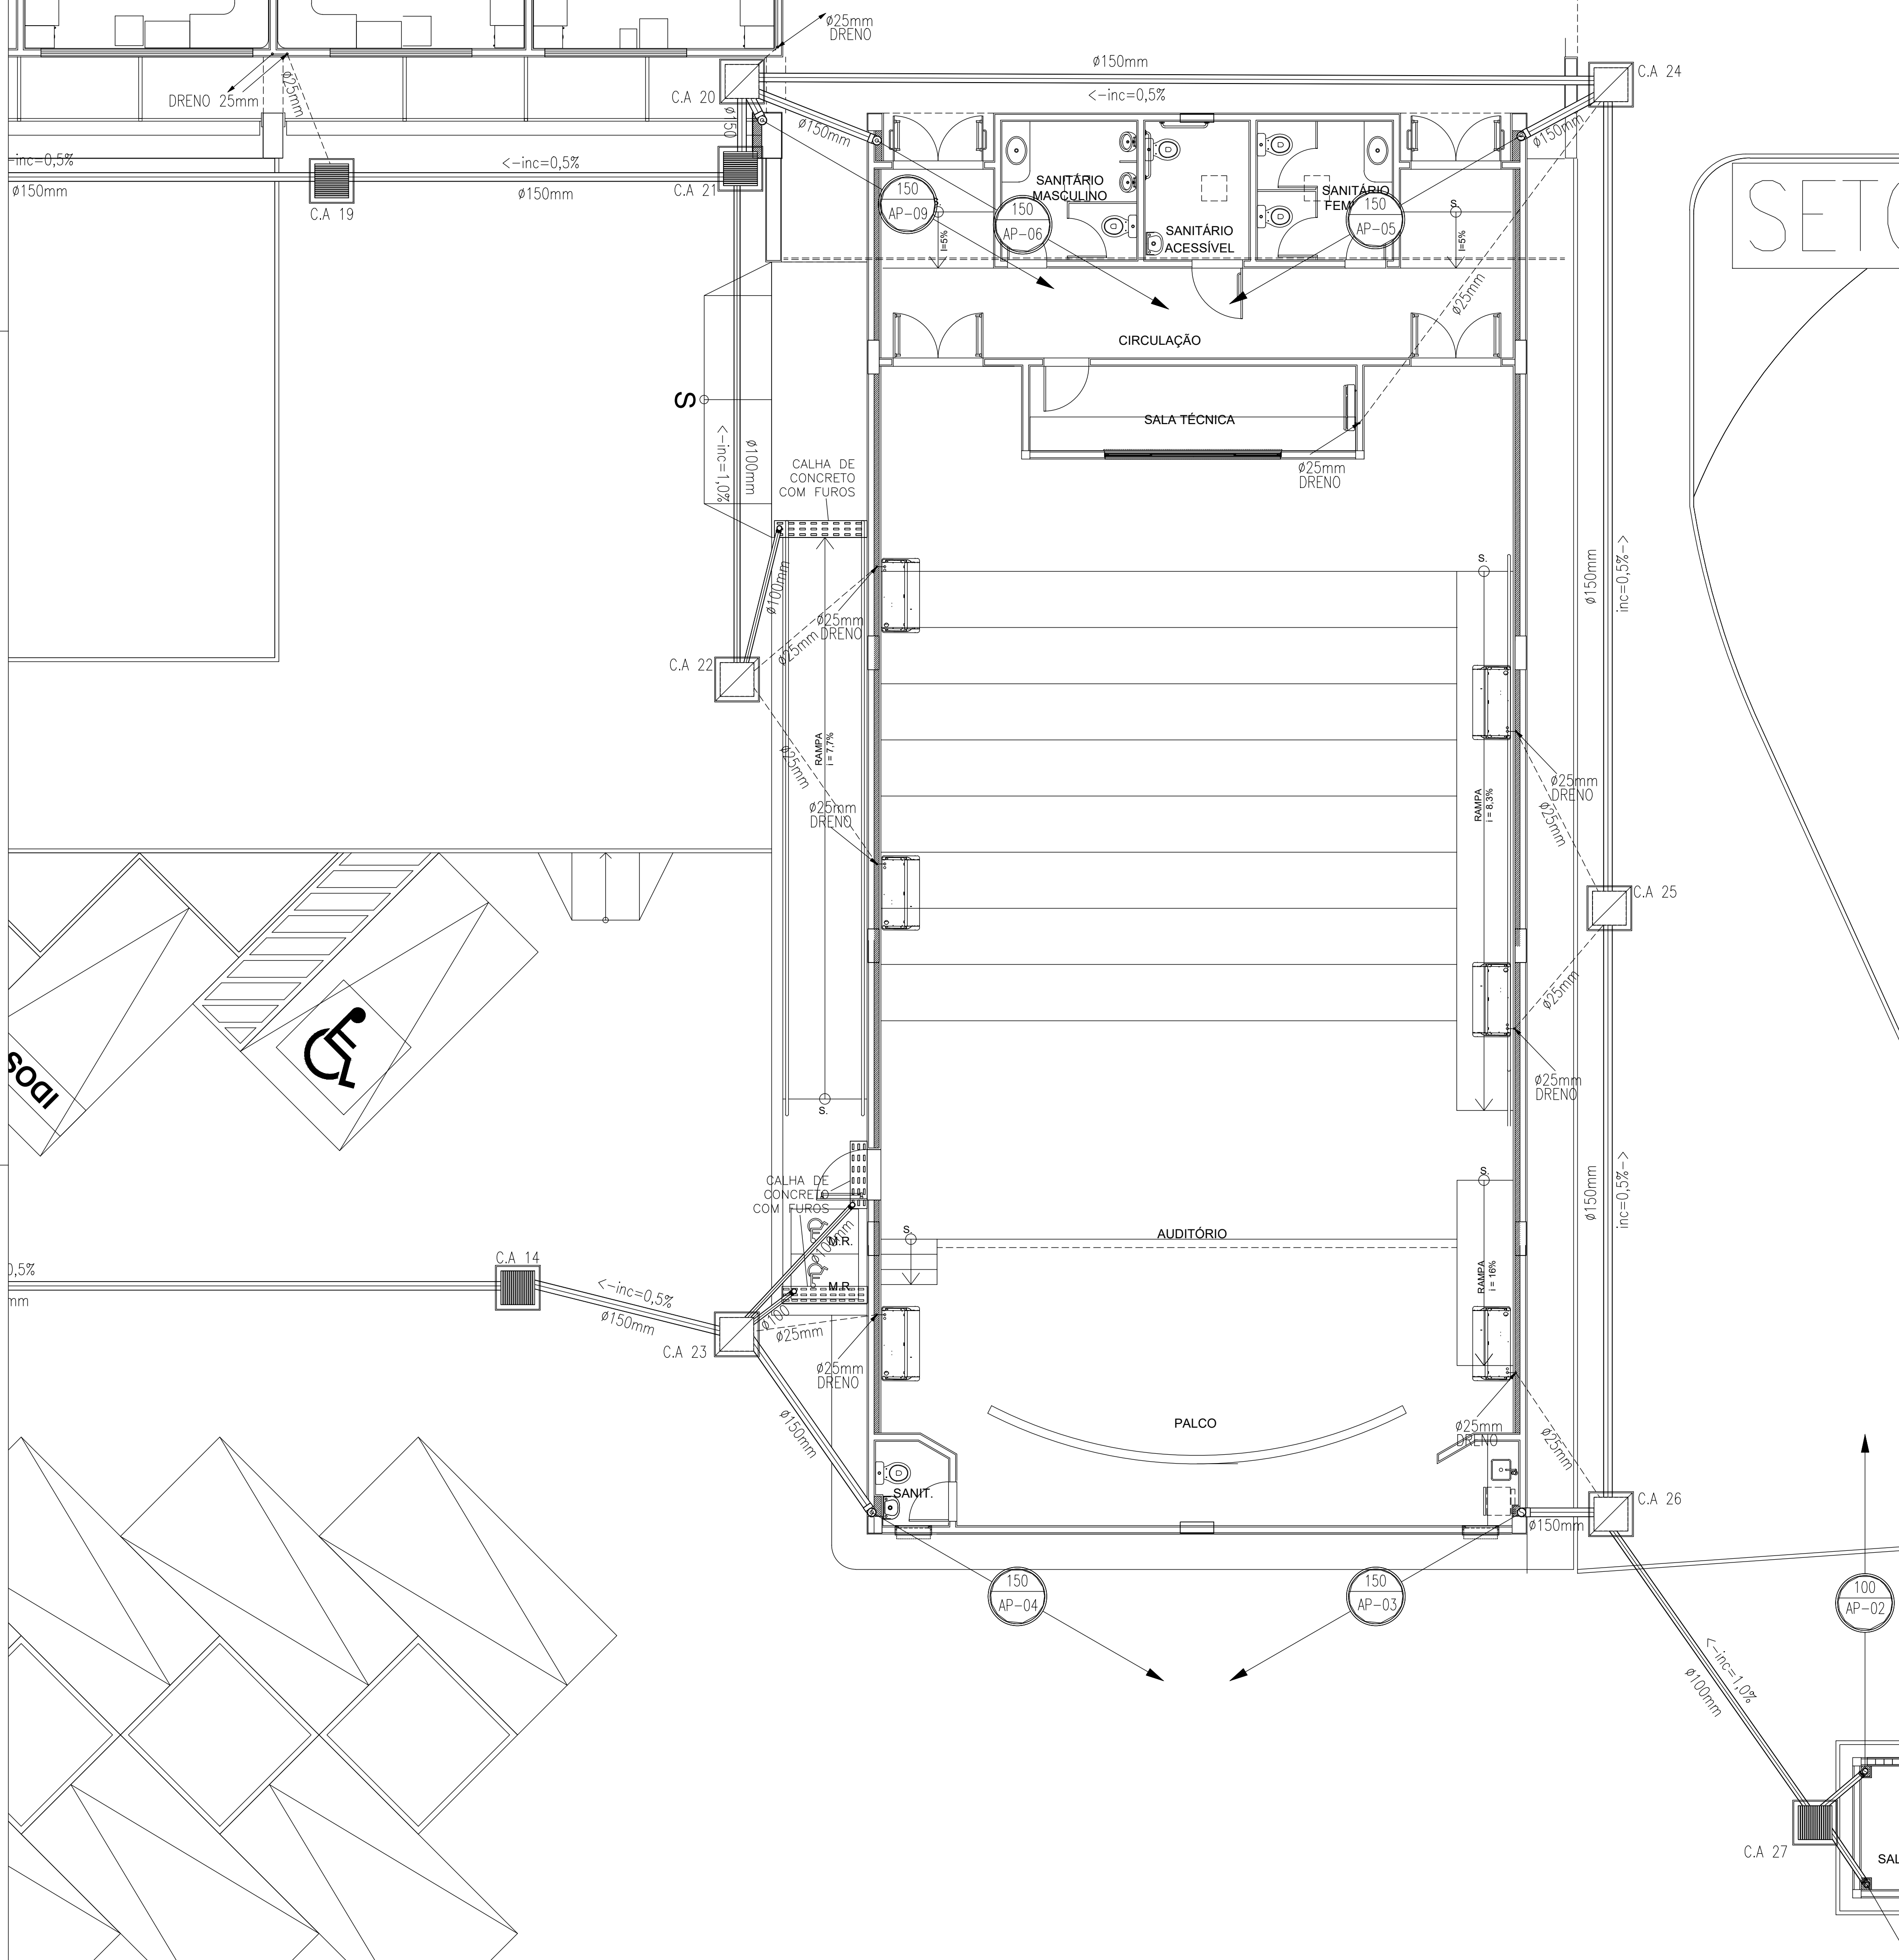 ø25mm
DRENO
DRENO 25mm
ø25mm
C.A 20
ø150mm
<-inc=0,5%
C.A 24
ø150
ø150mm
ø150mm
-inc=0,5%
ø150mm
C.A 19
<-inc=0,5%
ø150mm
C.A 21
SANITÁRIO
MASCULINO
SANITÁRIO
ACESSÍVEL
SANITÁRIO
150
AP-09
150
AP-06
150
AP-05
S.
i=5%
S.
i=5%
SETO
ø25mm
CIRCULAÇÃO
SALA TÉCNICA
ø25mm
DRENO
S
<-inc=1,0%
ø100mm
CALHA DE
CONCRETO
COM FUROS
ø100mm
ø25mm
DRENO
ø25mm
C.A 22
RAMPA
i = 7,7%
ø25mm
ø25mm
DRENO
S.
S.
ø150mm
inc=0,5%->
ø25mm
DRENO
ø25mm
RAMPA
i = 8,3%
C.A 25
ø25mm
ø25mm
DRENO
IDOS
CALHA DE
CONCRETO
COM FUROS
ø100mm
M.R.
M.R.
S.
S.
AUDITÓRIO
ø150mm
inc=0,5%->
RAMPA
i = 16%
0,5%
mm
C.A 14
<-inc=0,5%
ø150mm
C.A 23
ø100
ø25mm
ø25mm
DRENO
ø150mm
PALCO
ø25mm
DRENO
ø25mm
SANIT.
C.A 26
ø150mm
150
AP-04
150
AP-03
100
AP-02
<-inc=1,0%
ø100mm
C.A 27
SAL